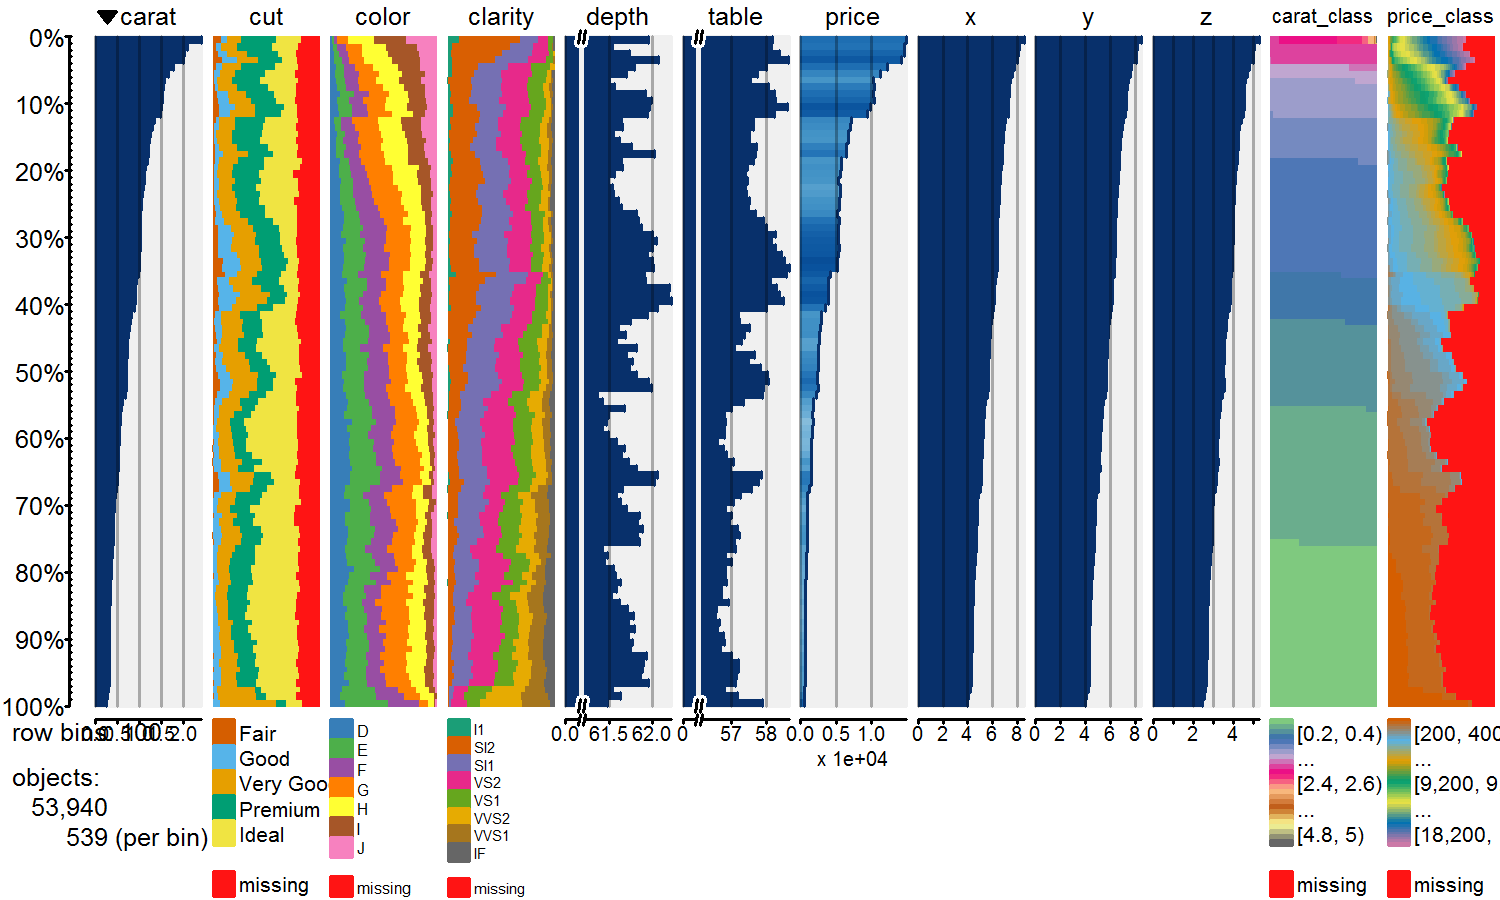 carat cut color clarity depth table price x y z carat_class price_class
0%
10%
20%
30%
40%
50%
60%
70%
80%
90%
100%
0.0 61.5 62.0 57 58 0.0 0.5 1.0 0 2 4 6 8 0 2 4 6 8 0 2 4
x 1e+04
row bins: 100
objects:
53,940
539 (per bin)
Fair
Good
Very Goo
Premium
Ideal
missing
D
E
F
G
H
I
J
missing
I1
SI2
SI1
VS2
VS1
VVS2
VVS1
IF
missing
[0.2, 0.4)
...
[2.4, 2.6)
...
[4.8, 5)
missing
[200, 400
...
[9,200, 9
...
[18,200,
missing